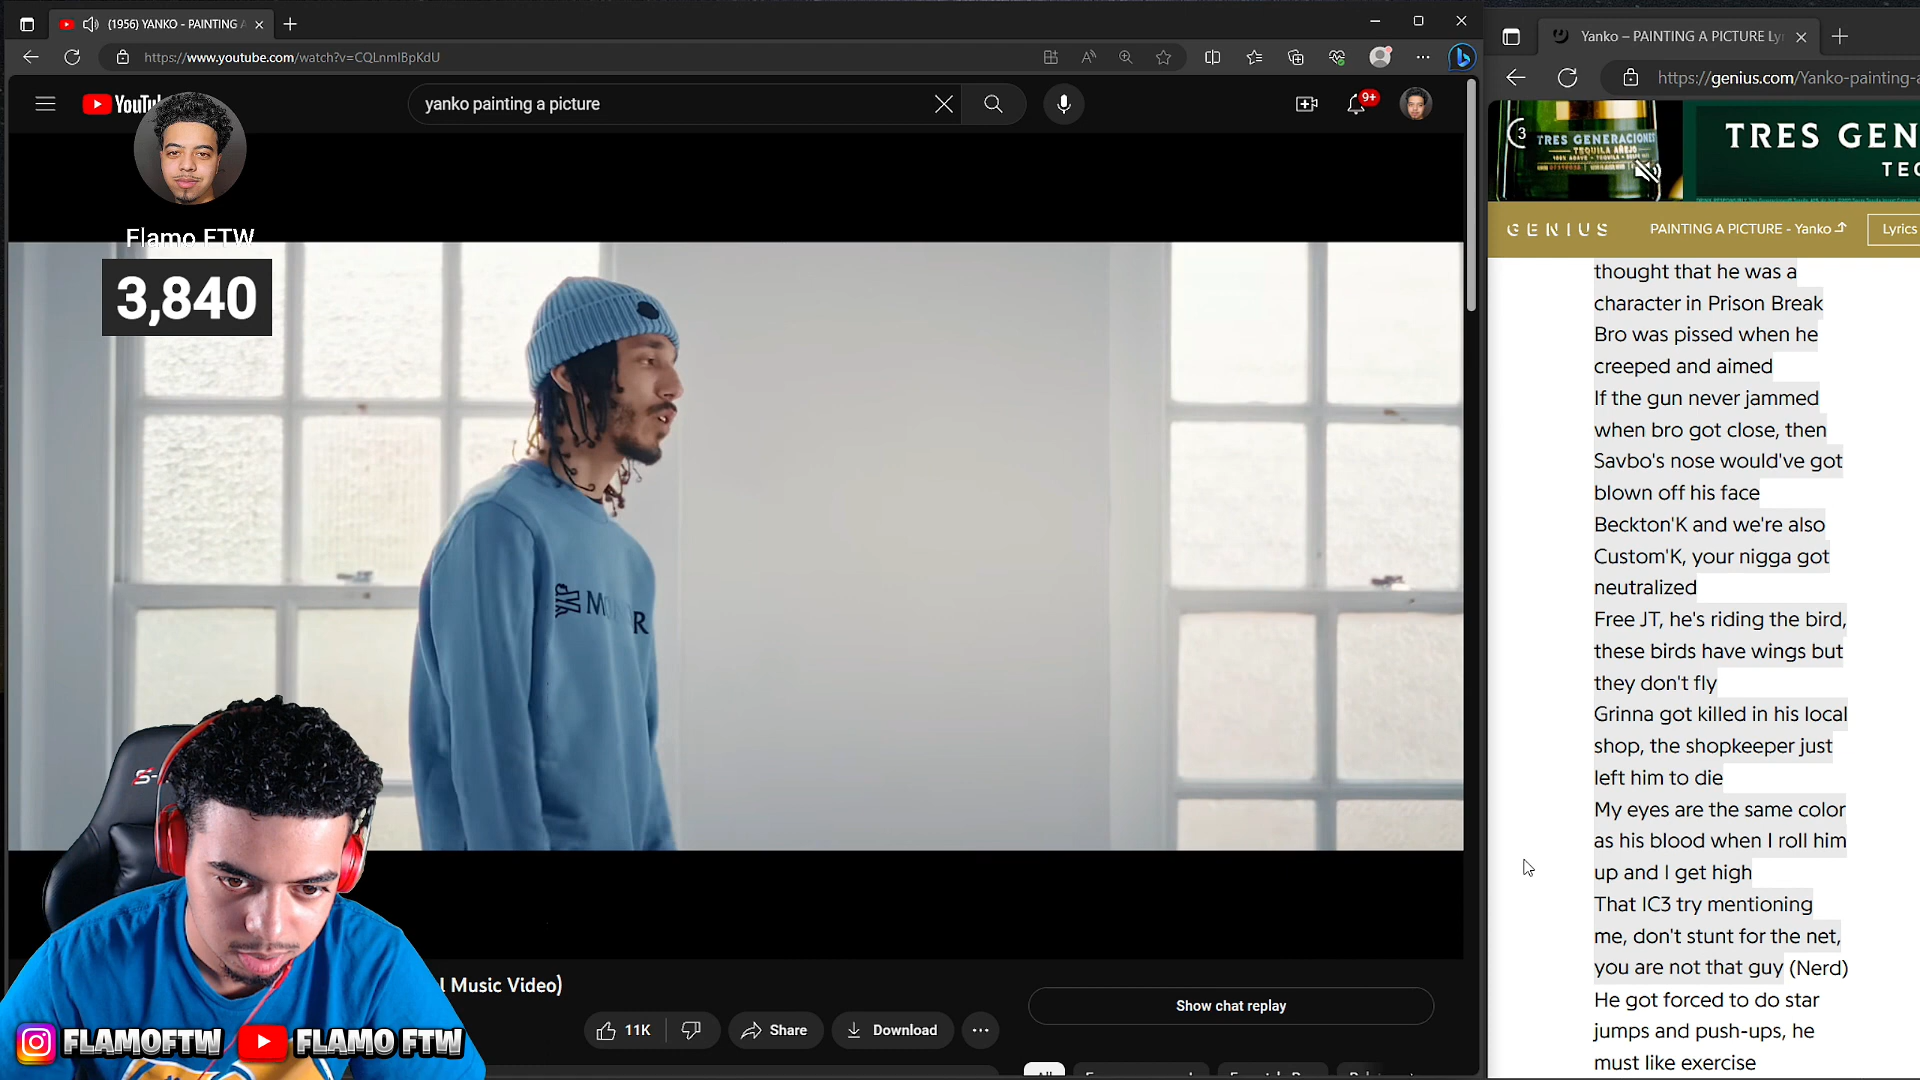 (1956) YANKO - PAINTING A
https://www.youtube.com/watch?v=CQLnmlBpKdU
YouTu
yanko painting a picture
9+
Flamo FTW
3,840
Music Video)
11K
Share
Download
Show chat replay
All
FLAMOFTW
FLAMO FTW
Yanko – PAINTING A PICTURE Ly
https://genius.com/Yanko-painting-a
3
TRES GENERACIONES
TEQUILA AÑEJO
TRES GEN
TEQ
GENIUS
PAINTING A PICTURE - Yanko
Lyrics
thought that he was a
character in Prison Break
Bro was pissed when he
creeped and aimed
If the gun never jammed
when bro got close, then
Savbo's nose would've got
blown off his face
Beckton'K and we're also
Custom'K, your nigga got
neutralized
Free JT, he's riding the bird,
these birds have wings but
they don't fly
Grinna got killed in his local
shop, the shopkeeper just
left him to die
My eyes are the same color
as his blood when I roll him
up and I get high
That IC3 try mentioning
me, don't stunt for the net,
you are not that guy (Nerd)
He got forced to do star
jumps and push-ups, he
must like exercise